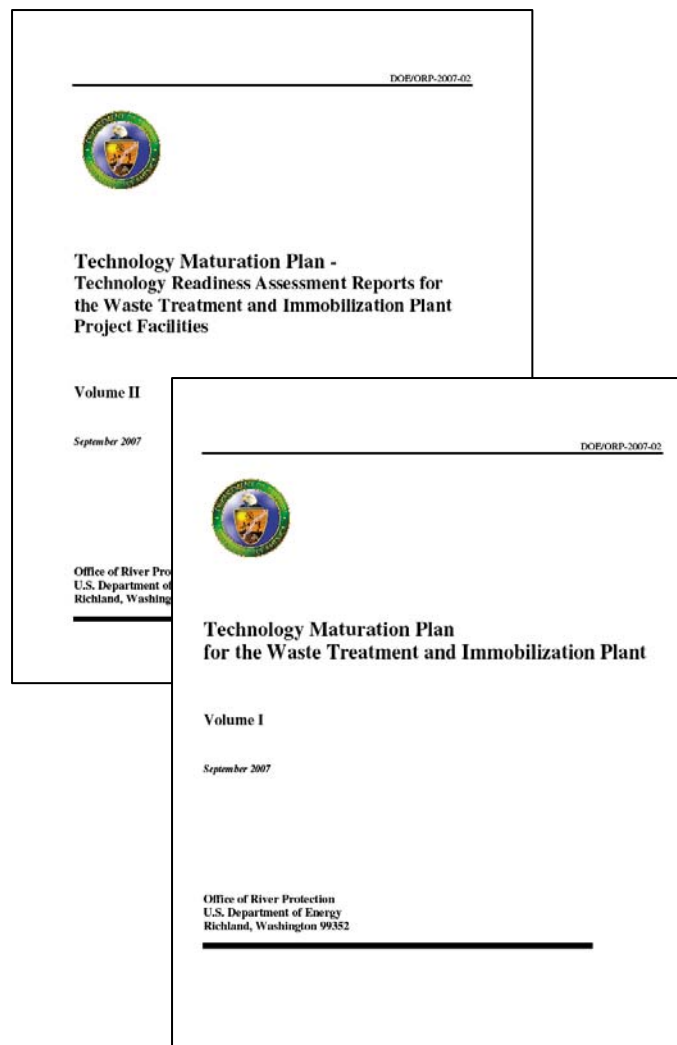 DOE/ORP-2007-02
Technology Maturation Plan -
Technology Readiness Assessment Reports for
the Waste Treatment and Immobilization Plant
Project Facilities
Volume II
September 2007
Office of River Pro
U.S. Department of
Richland, Washing
DOE/ORP-2007-02
Technology Maturation Plan
for the Waste Treatment and Immobilization Plant
Volume I
September 2007
Office of River Protection
U.S. Department of Energy
Richland, Washington 99352